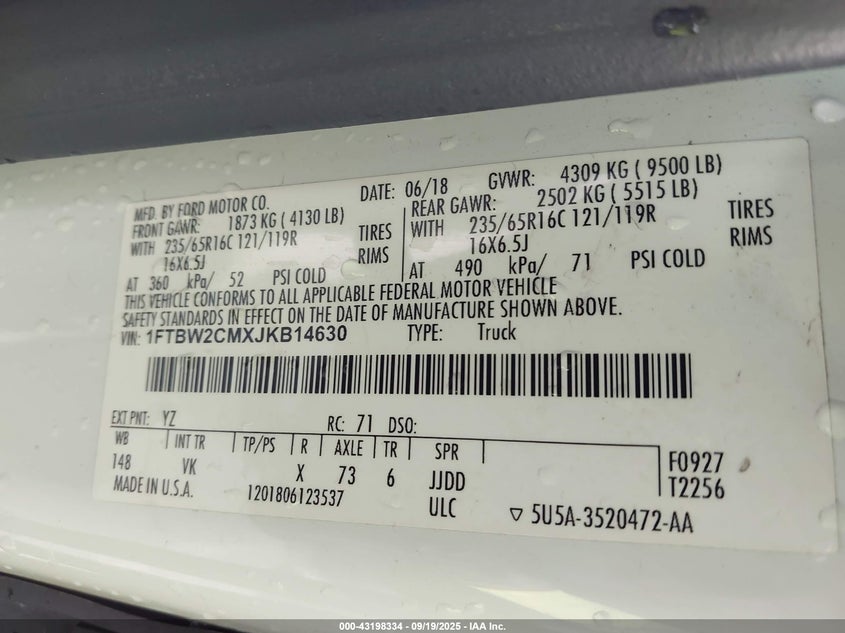 MFD. BY FORD MOTOR CO.
DATE: 06/18
GVWR: 4309 KG ( 9500 LB)
FRONT GAWR: 1873 KG ( 4130 LB)
WITH 235/65R16C 121/119R TIRES
16X6.5J RIMS
AT 360 kPa/ 52 PSI COLD
REAR GAWR: 2502 KG ( 5515 LB)
WITH 235/65R16C 121/119R TIRES
16X6.5J RIMS
AT 490 kPa/ 71 PSI COLD
THIS VEHICLE CONFORMS TO ALL APPLICABLE FEDERAL MOTOR VEHICLE
SAFETY STANDARDS IN EFFECT ON THE DATE OF MANUFACTURE SHOWN ABOVE.
VIN: 1FTBW2CMXJKB14630 TYPE: Truck
EXT PNT: YZ RC: 71 DSO:
WB INT TR TP/PS R AXLE TR SPR
148 VK X 73 6 JJDD
F0927
T2256
MADE IN U.S.A. 1201806123537 ULC
▽ 5U5A-3520472-AA
000-43198334 - 09/19/2025 - IAA Inc.